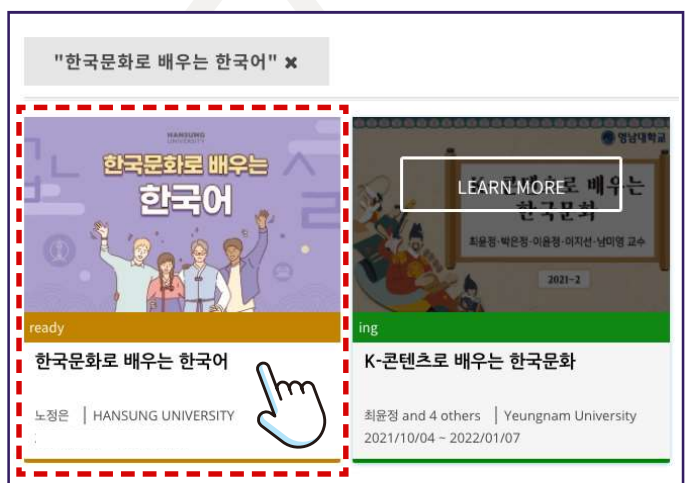 "한국문화로 배우는 한국어" ✖
HANSUNG
UNIVERSITY
한국문화로 배우는
한국어
ready
한국문화로 배우는 한국어
노정은 | HANSUNG UNIVERSITY
영남대학교
LEARN MORE
배우는
한국문화
최윤정·박은정·이윤정·이지선·남미영 교수
2021-2
ing
K-콘텐츠로 배우는 한국문화
최윤정 and 4 others | Yeungnam University
2021/10/04 ~ 2022/01/07